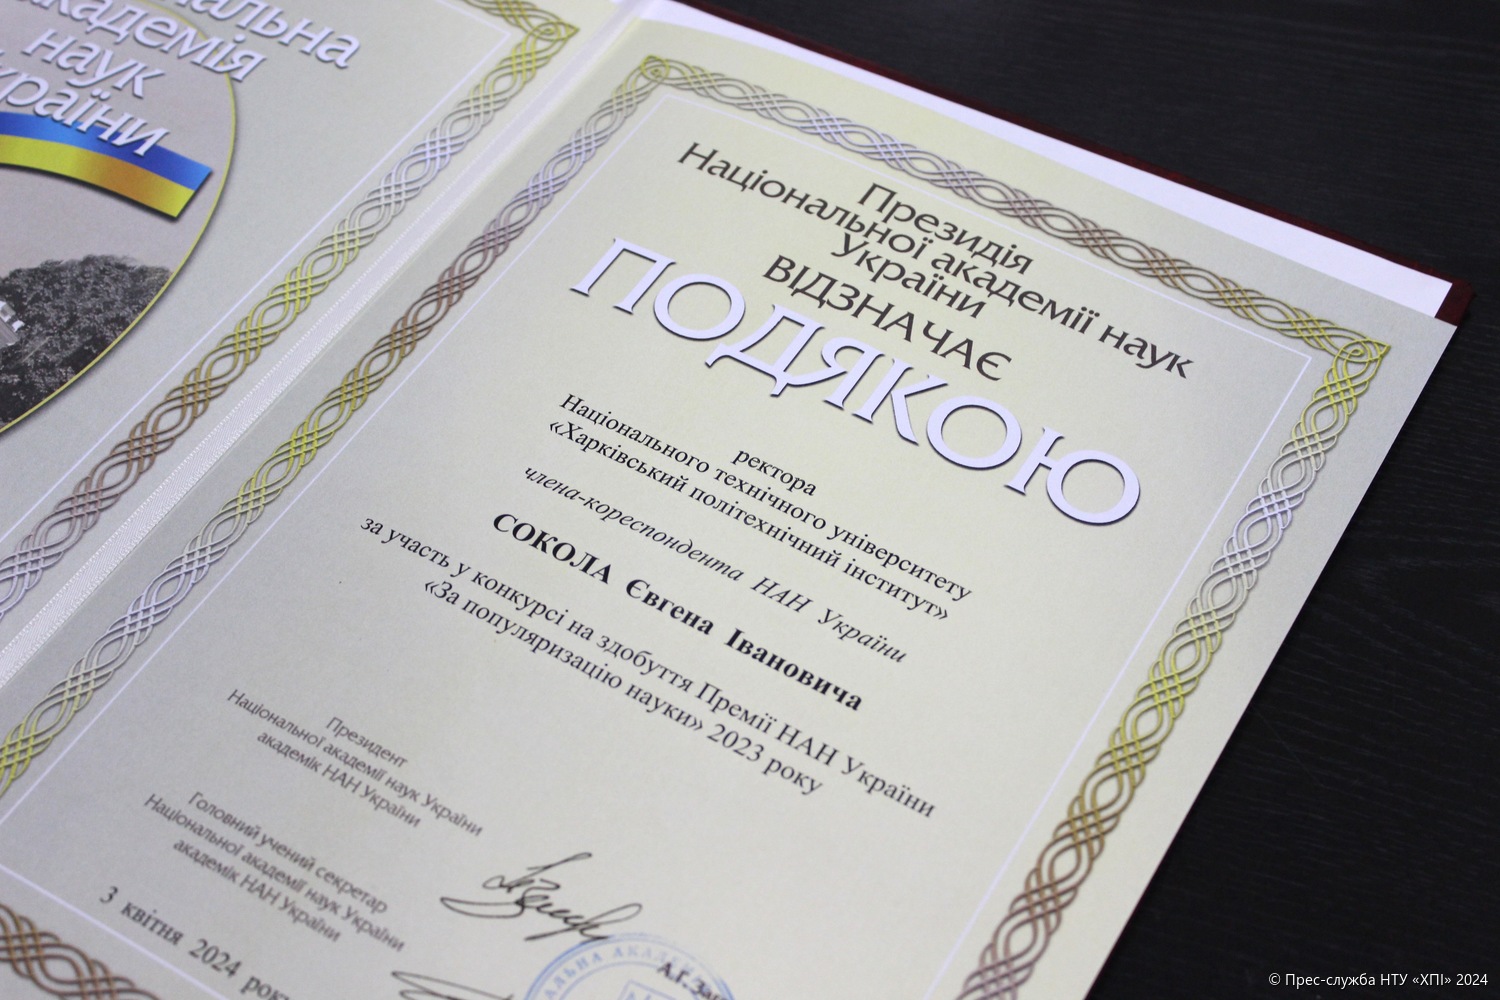 академія
наук
України
Президія
Національної академії наук
України
ВІДЗНАЧАЄ
ПОДЯКОЮ
ректора
Національного технічного університету
«Харківський політехнічний інститут»
члена-кореспондента НАН України
СОКОЛА Євгена Івановича
за участь у конкурсі на здобуття Премії НАН України
«За популяризацію науки» 2023 року
Президент
Національної академії наук України
академік НАН України
Головний учений секретар
Національної академії наук України
академік НАН України
3 квітня 2024 року
© Прес-служба НТУ «ХПІ» 2024